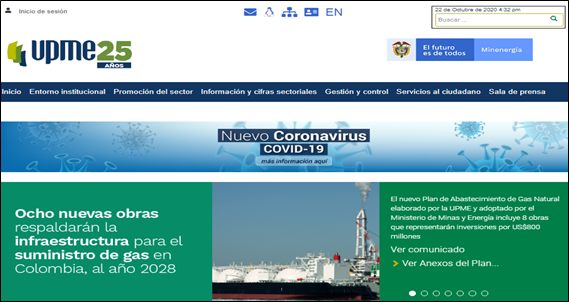 Inicio de sesión
EN
22 de Octubre de 2020 4:32 pm
Buscar ...
upme25
AÑOS
El futuro
es de todos
Minenergía
Inicio Entorno institucional Promoción del sector Información y cifras sectoriales Gestión y control Servicios al ciudadano Sala de prensa
Nuevo Coronavirus
COVID-19
más información aquí
Ocho nuevas obras
respaldarán la
infraestructura para el
suministro de gas en
Colombia, al año 2028
El nuevo Plan de Abastecimiento de Gas Natural
elaborado por la UPME y adoptado por el
Ministerio de Minas y Energía incluye 8 obras
que representarán inversiones por US$800
millones
Ver comunicado
Ver Anexos del Plan...